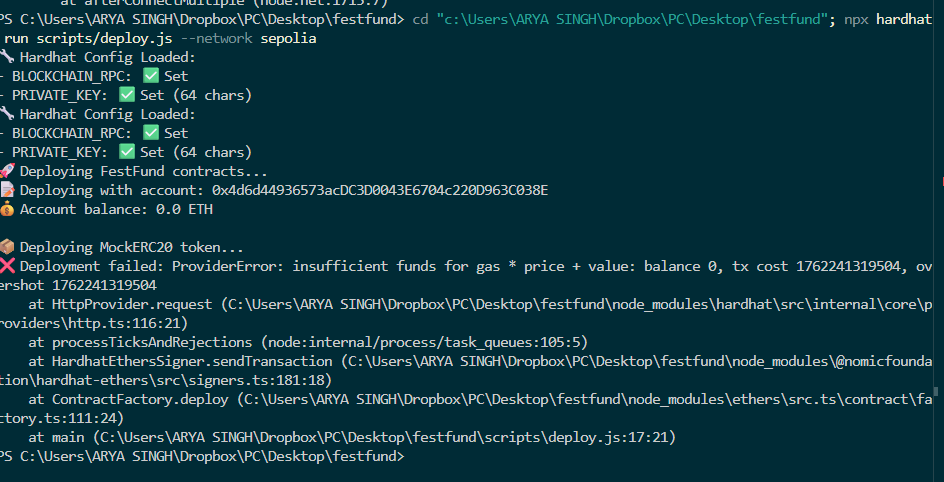 at afterConnectMultiple (node:net:1715:7)
PS C:\Users\ARYA SINGH\Dropbox\PC\Desktop\festfund> cd "c:\Users\ARYA SINGH\Dropbox\PC\Desktop\festfund"; npx hardhat
run scripts/deploy.js --network sepolia
🔧 Hardhat Config Loaded:
- BLOCKCHAIN_RPC: ✅ Set
- PRIVATE_KEY: ✅ Set (64 chars)
🔧 Hardhat Config Loaded:
- BLOCKCHAIN_RPC: ✅ Set
- PRIVATE_KEY: ✅ Set (64 chars)
🚀 Deploying FestFund contracts...
📝 Deploying with account: 0x4d6d44936573acDC3D0043E6704c220D963C038E
💰 Account balance: 0.0 ETH
📦 Deploying MockERC20 token...
❌ Deployment failed: ProviderError: insufficient funds for gas * price + value: balance 0, tx cost 1762241319504, ov
ershot 1762241319504
at HttpProvider.request (C:\Users\ARYA SINGH\Dropbox\PC\Desktop\festfund\node_modules\hardhat\src\internal\core\p
roviders\http.ts:116:21)
at processTicksAndRejections (node:internal/process/task_queues:105:5)
at HardhatEthersSigner.sendTransaction (C:\Users\ARYA SINGH\Dropbox\PC\Desktop\festfund\node_modules\@nomicfounda
tion\hardhat-ethers\src\signers.ts:181:18)
at ContractFactory.deploy (C:\Users\ARYA SINGH\Dropbox\PC\Desktop\festfund\node_modules\ethers\src.ts\contract\fa
ctory.ts:111:24)
at main (C:\Users\ARYA SINGH\Dropbox\PC\Desktop\festfund\scripts\deploy.js:17:21)
PS C:\Users\ARYA SINGH\Dropbox\PC\Desktop\festfund>